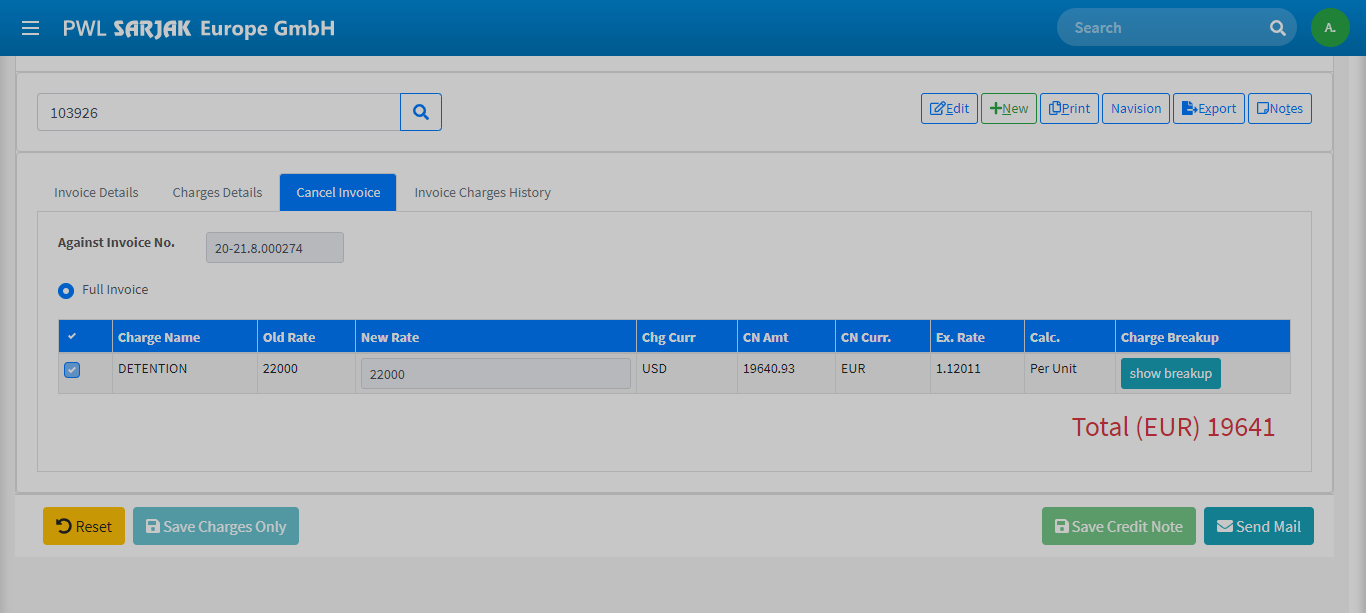 PWL SARJAK Europe GmbH
Search
A.
103926
Edit
New
Print
Navision
Export
Notes
Invoice Details
Charges Details
Cancel Invoice
Invoice Charges History
Against Invoice No.
20-21.8.000274
Full Invoice
Charge Name Old Rate New Rate Chg Curr CN Amt CN Curr. Ex. Rate Calc. Charge Breakup
DETENTION 22000 22000 USD 19640.93 EUR 1.12011 Per Unit show breakup
Total (EUR) 19641
Reset
Save Charges Only
Save Credit Note
Send Mail